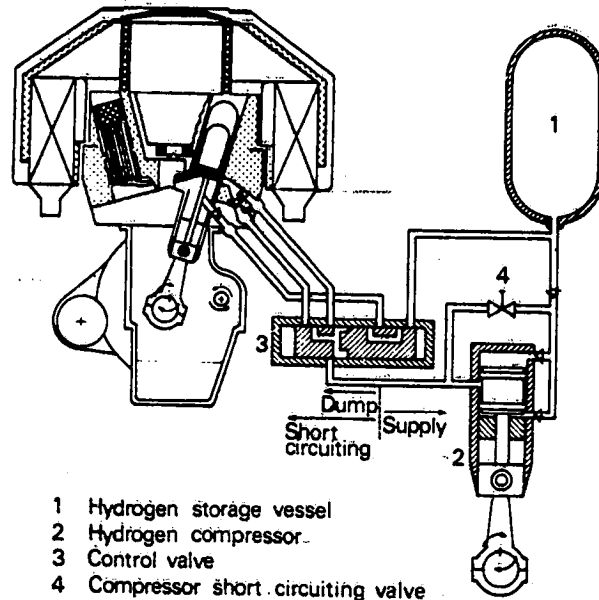 1
4
3
Dump
Short
circuiting
Supply
2
1 Hydrogen storage vessel
2 Hydrogen compressor
3 Control valve
4 Compressor short circuiting valve